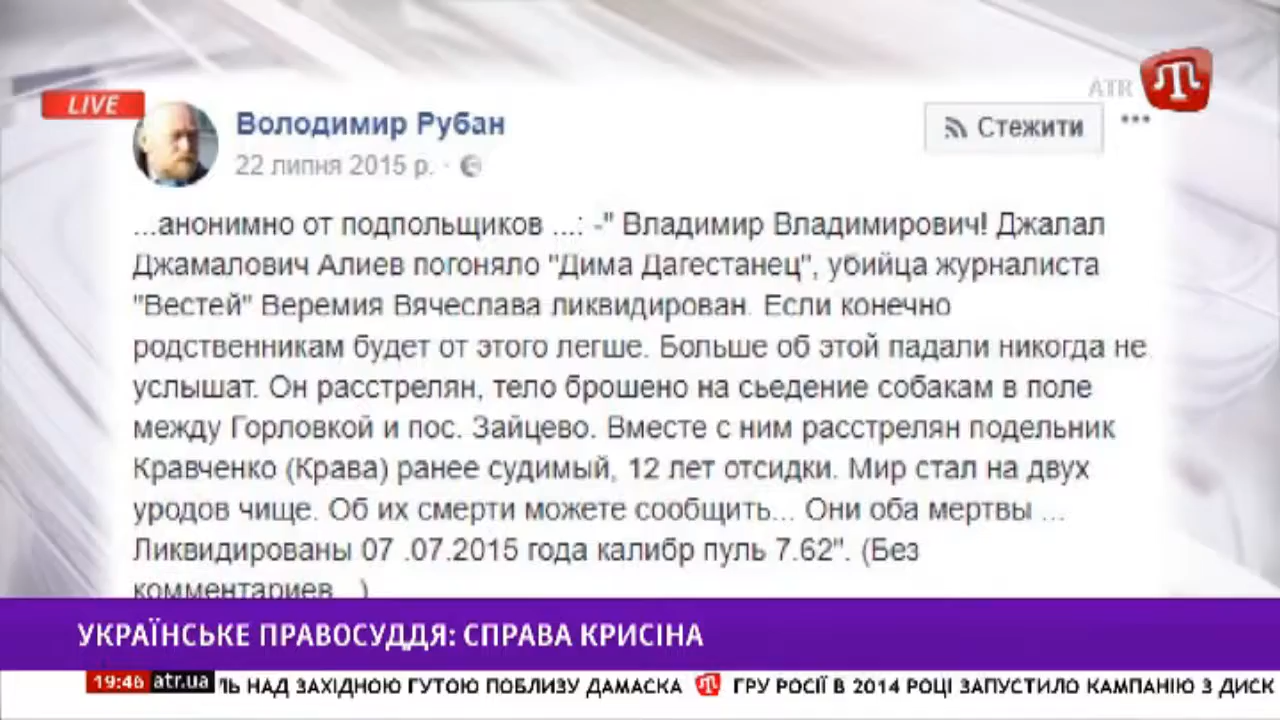 ATR
LIVE
Володимир Рубан
Стежити
22 липня 2015 р.
...анонимно от подпольщиков ...: -" Владимир Владимирович! Джалал
Джамалович Алиев погоняло "Дима Дагестанец", убийца журналиста
"Вестей" Веремия Вячеслава ликвидирован. Если конечно
родственникам будет от этого легше. Больше об этой падали никогда не
услышат. Он расстрелян, тело брошено на сьедение собакам в поле
между Горловкой и пос. Зайцево. Вместе с ним расстрелян подельник
Кравченко (Крава) ранее судимый, 12 лет отсидки. Мир стал на двух
уродов чище. Об их смерти можете сообщить... Они оба мертвы ...
Ликвидированы 07 .07.2015 года калибр пуль 7.62". (Без
комментариев...)
УКРАЇНСЬКЕ ПРАВОСУДДЯ: СПРАВА КРИСІНА
19:46 atr.ua НАД ЗАХІДНОЮ ГУТОЮ ПОБЛИЗУ ДАМАСКА ГРУ РОСІЇ В 2014 РОЦІ ЗАПУСТИЛО КАМПАНІЮ З ДИСК